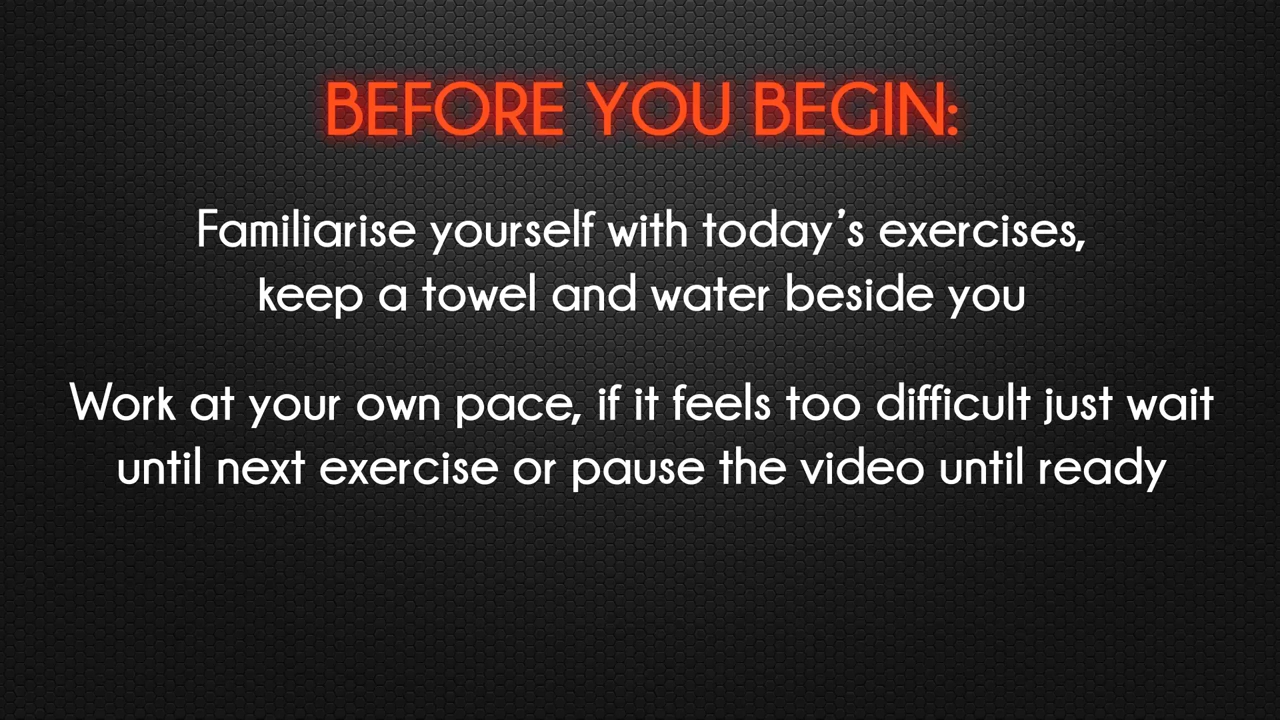 BEFORE YOU BEGIN:
Familiarise yourself with today's exercises,
keep a towel and water beside you
Work at your own pace, if it feels too difficult just wait
until next exercise or pause the video until ready